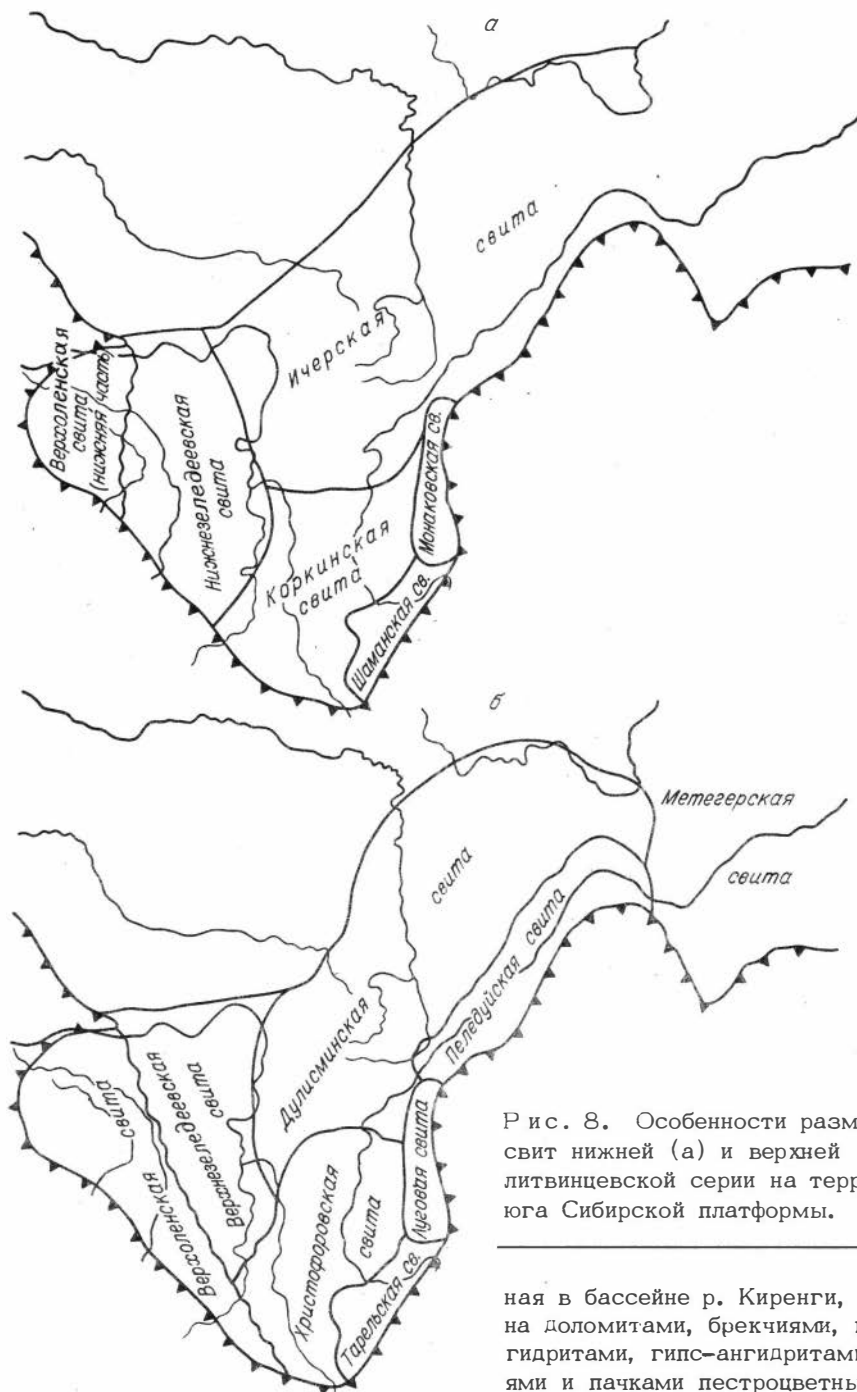 а
свита
Ичерская
Верхоленская
свита
(нижняя часть)
Нижнезеледеевская
свита
Коркинская
свита
Монаковская св.
Шаманская св.
б
Метегерская
свита
свита
Пеледуйская свита
Дулисминская
Верхнезеледеевская
свита
свита
Верхоленская
Христофоровская
свита
Луговая свита
Тарельская св.
Рис. 8. Особенности разм
свит нижней (а) и верхней
литвинцевской серии на терр
юга Сибирской платформы.
ная в бассейне р. Киренги,
на доломитами, брекчиями,
гидритами, гипс-ангидритами
ями и пачками пестроцветны